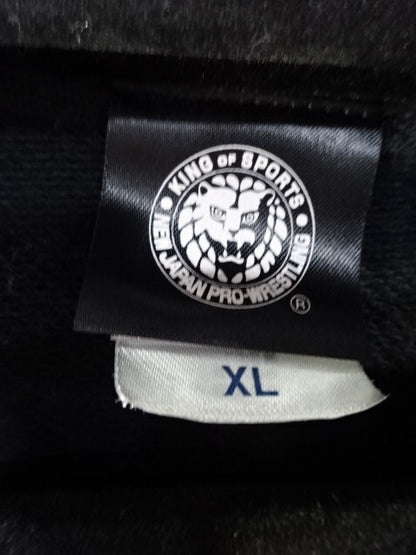 KING OF SPORTS
NEW JAPAN PRO-WRESTLING
®
XL